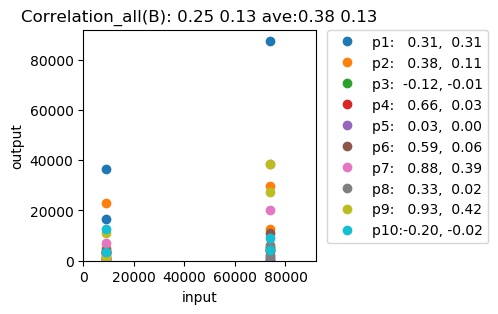 Correlation_all(B): 0.25 0.13 ave:0.38 0.13
80000
60000
40000
20000
0
output
0 20000 40000 60000 80000
input
p1: 0.31, 0.31
p2: 0.38, 0.11
p3: -0.12, -0.01
p4: 0.66, 0.03
p5: 0.03, 0.00
p6: 0.59, 0.06
p7: 0.88, 0.39
p8: 0.33, 0.02
p9: 0.93, 0.42
p10:-0.20, -0.02